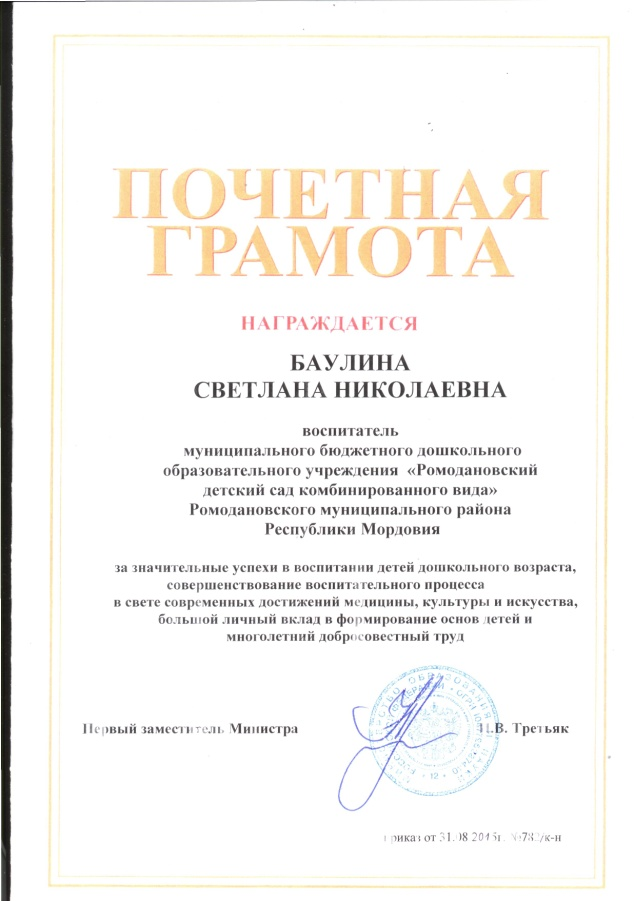 ПОЧЕТНАЯ
ГРАМОТА
НАГРАЖДАЕТСЯ
БАУЛИНА
СВЕТЛАНА НИКОЛАЕВНА
воспитатель
муниципального бюджетного дошкольного
образовательного учреждения «Ромодановский
детский сад комбинированного вида»
Ромодановского муниципального района
Республики Мордовия
за значительные успехи в воспитании детей дошкольного возраста,
совершенствование воспитательного процесса
в свете современных достижений медицины, культуры и искусства,
большой личный вклад в формирование основ детей и
многолетний добросовестный труд
Первый заместитель Министра
Н.В. Третьяк
приказ от 31.08